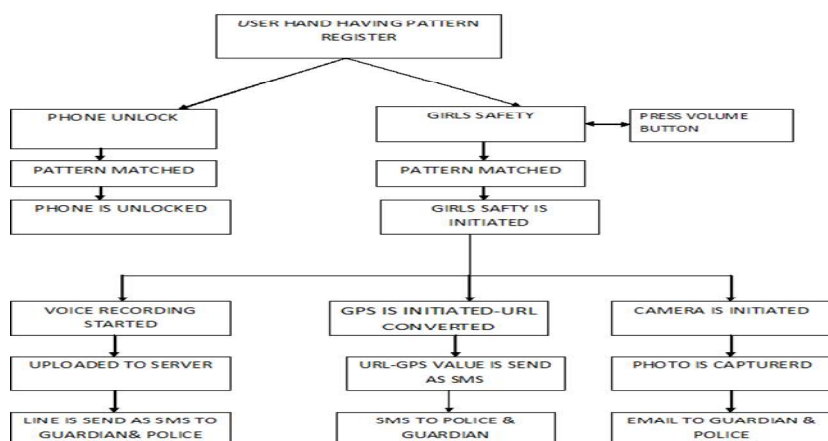 USER HAND HAVING PATTERN
REGISTER
PHONE UNLOCK
GIRLS SAFETY
PRESS VOLUME
BUTTON
PATTERN MATCHED
PATTERN MATCHED
PHONE IS UNLOCKED
GIRLS SAFTY IS
INITIATED
VOICE RECORDING
STARTED
GPS IS INITIATED-URL
CONVERTED
CAMERA IS INITIATED
UPLOADED TO SERVER
URL-GPS VALUE IS SEND
AS SMS
PHOTO IS CAPTURERD
LINE IS SEND AS SMS TO
GUARDIAN& POLICE
SMS TO POLICE &
GUARDIAN
EMAIL TO GUARDIAN &
POLICE